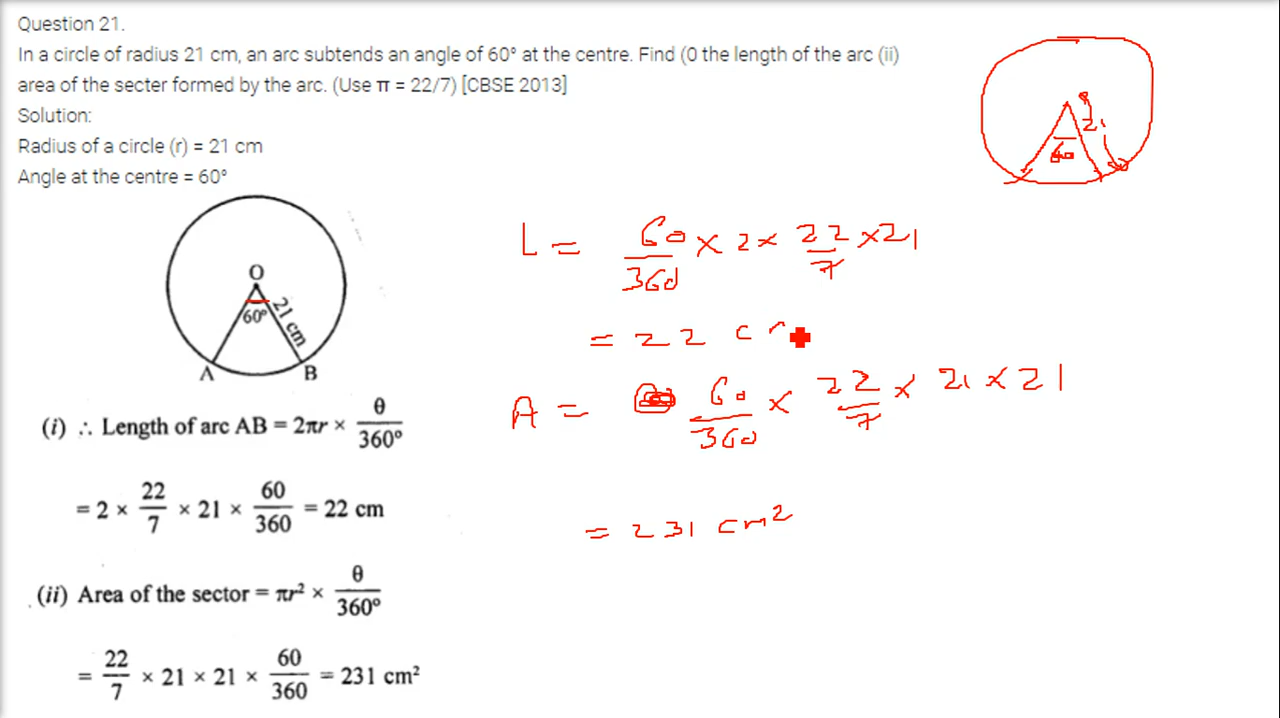 Question 21.
In a circle of radius 21 cm, an arc subtends an angle of 60° at the centre. Find (0 the length of the arc (ii)
area of the secter formed by the arc. (Use π = 22/7) [CBSE 2013]
Solution:
Radius of a circle (r) = 21 cm
Angle at the centre = 60°
O
60°
21 cm
A B
(i) ∴ Length of arc AB = 2πr × θ/360°
= 2 × 22/7 × 21 × 60/360 = 22 cm
(ii) Area of the sector = πr² × θ/360°
= 22/7 × 21 × 21 × 60/360 = 231 cm²
21
60
L = 60/360 × 2 × 22/7 × 21
= 22 c
A = 60/360 × 22/7 × 21 × 21
= 231 cm²